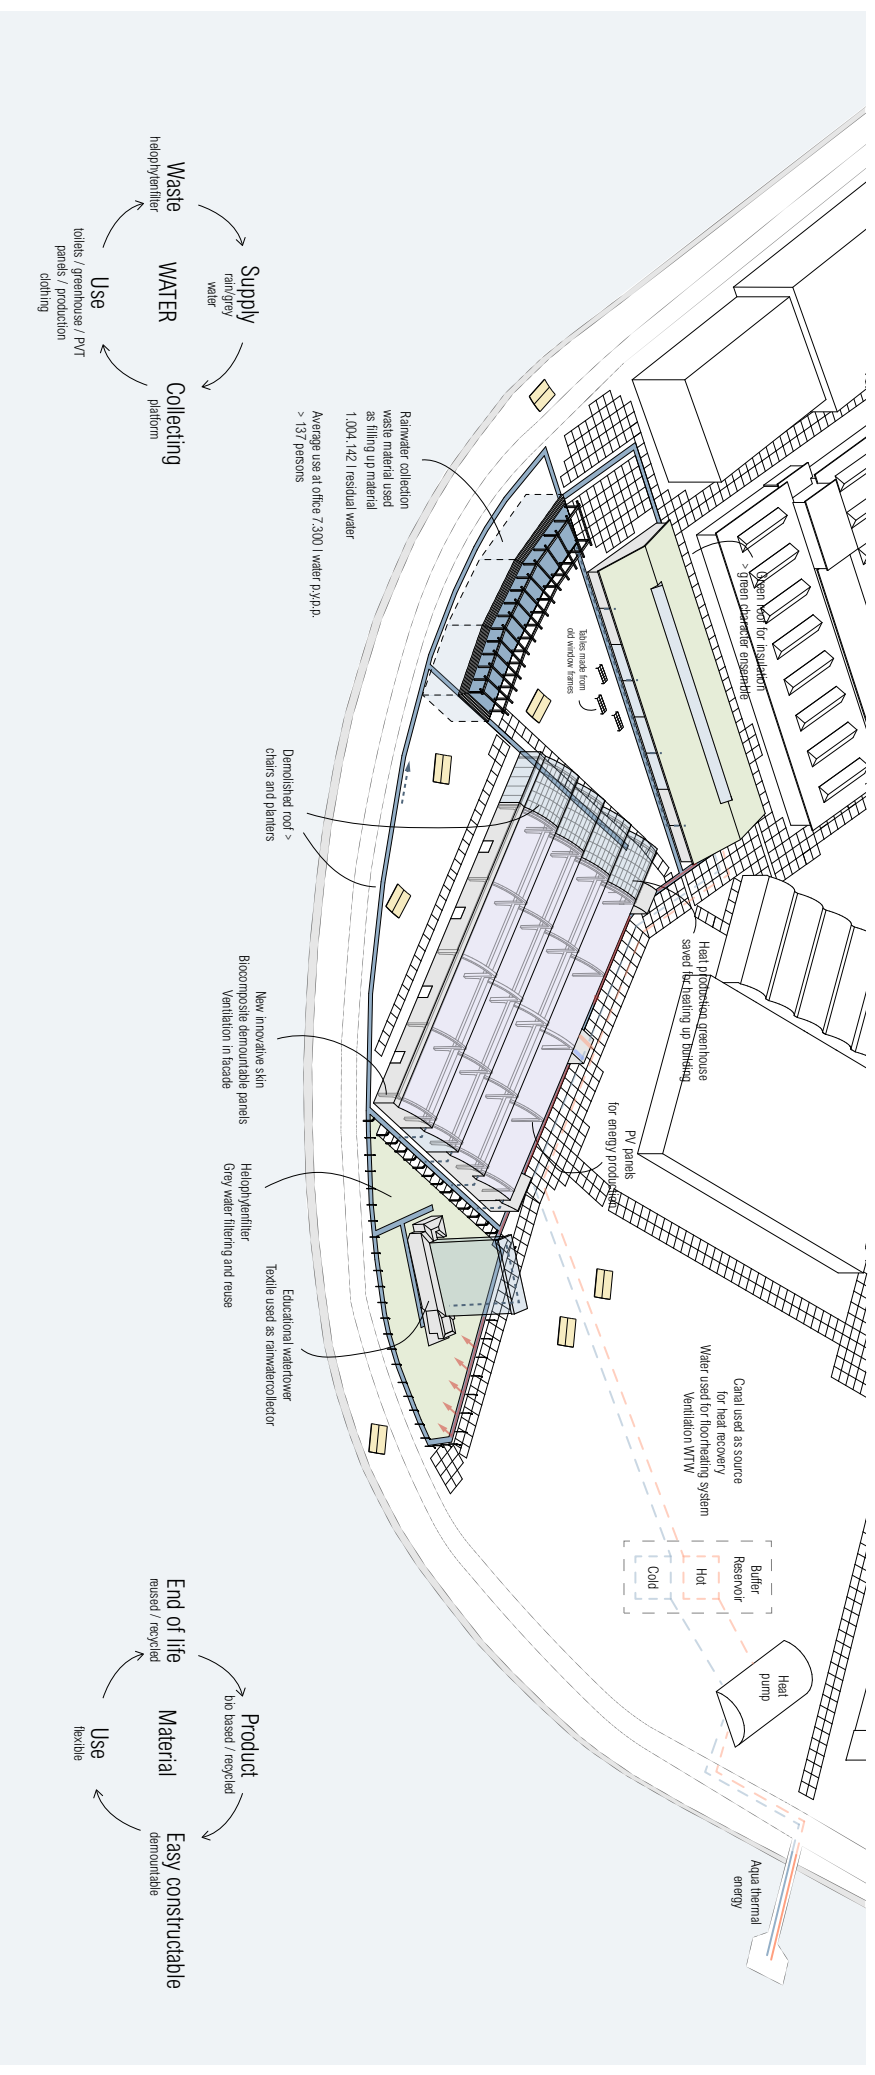 Waste
helophytenfilter
Supply
rain/grey
water
WATER
Use
toilets / greenhouse / PVT
panels / production
clothing
Collecting
platform
Rainwater collection
waste material used
as filling up material
1.004.142 l residual water
Average use at office 7.300 l water p.y.p.p.
> 137 persons
Green roof for insulation
> green character ensemble
Tables made from
old window frames
Demolished roof >
chairs and planters
Heat production greenhouse
saved for heating up building
New innovative skin
Biocomposite demountable panels
Ventilation in facade
PV panels
for energy production
Helophytenfilter
Grey water filtering and reuse
Educational watertower
Textile used as rainwatercollector
Canal used as source
for heat recovery
Water used for floorheating system
Ventilation WTW
Buffer
Reservoir
Hot
Cold
Heat
pump
Aqua thermal
energy
End of life
reused / recycled
Product
bio based / recycled
Material
Use
flexible
Easy constructable
demountable